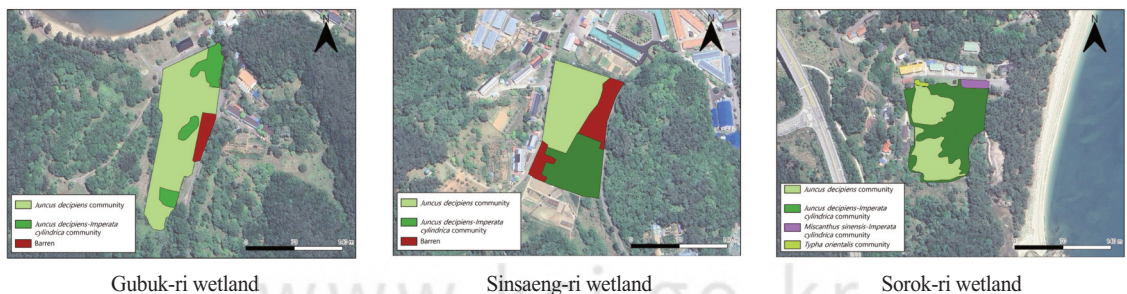 N
Juncus decipiens community
Juncus decipiens-Imperata
cylindrica community
Barren
140 m
Gubuk-ri wetland
N
Juncus decipiens community
Juncus decipiens-Imperata
cylindrica community
Barren
Sinsaeng-ri wetland
N
Juncus decipiens community
Juncus decipiens-Imperata
cylindrica community
Miscanthus sinensis-Imperata
cylindrica community
Typha orientalis community
140 m
Sorok-ri wetland